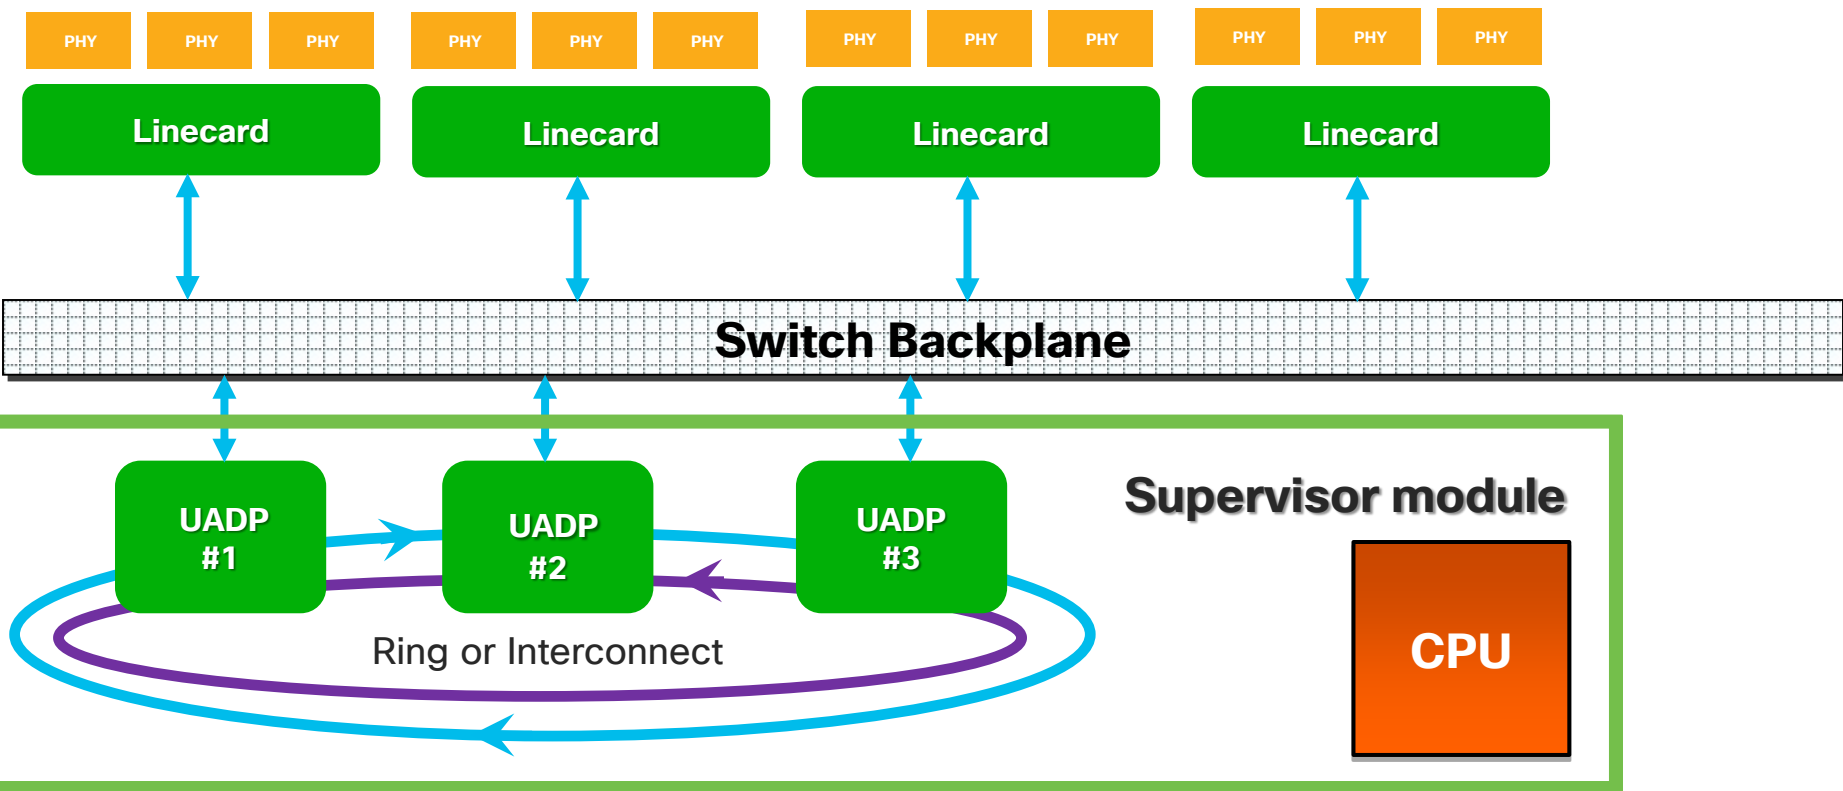 PHY PHY PHY PHY PHY PHY PHY PHY PHY PHY PHY PHY
Linecard Linecard Linecard Linecard
Switch Backplane
Supervisor module
UADP
#1
UADP
#2
UADP
#3
Ring or Interconnect
CPU